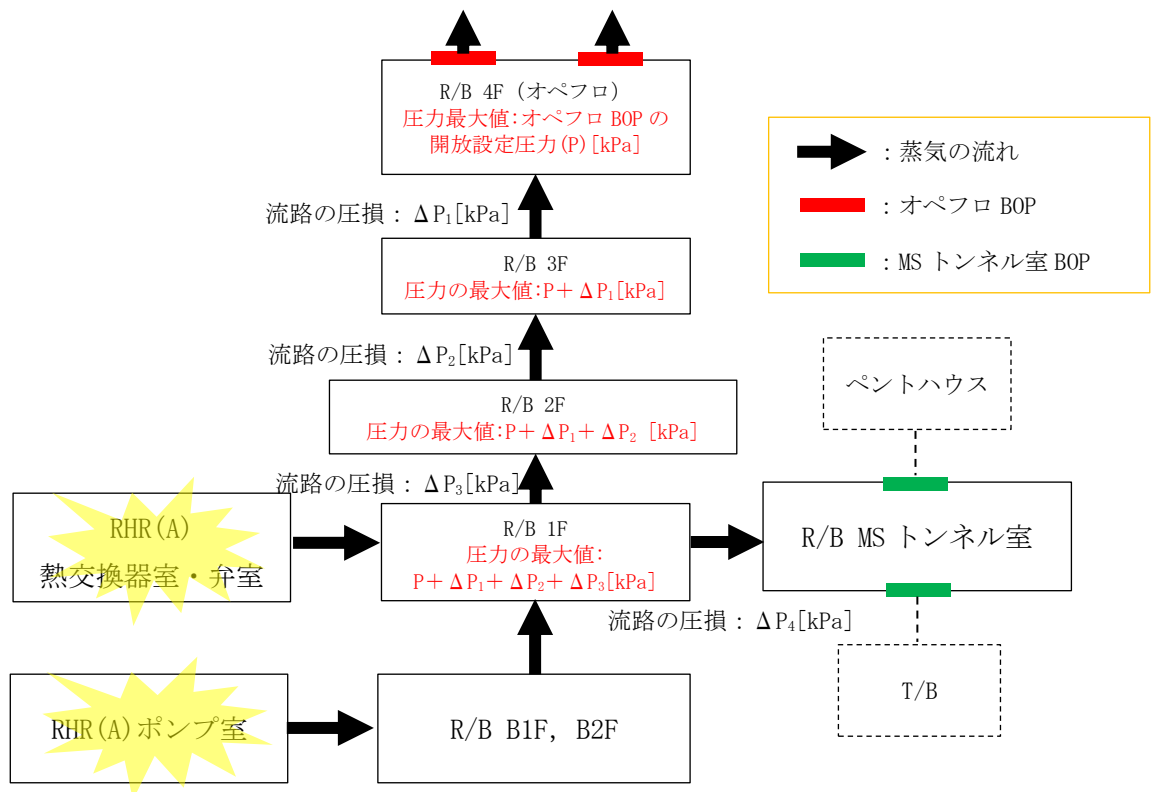 R/B 4F (オペフロ)
圧力最大値:オペフロ BOP の
開放設定圧力(P)[kPa]
：蒸気の流れ
：オペフロ BOP
：MS トンネル室 BOP
流路の圧損：ΔP₁[kPa]
R/B 3F
圧力の最大値:P＋ΔP₁[kPa]
流路の圧損：ΔP₂[kPa]
ペントハウス
R/B 2F
圧力の最大値:P＋ΔP₁＋ΔP₂ [kPa]
流路の圧損：ΔP₃[kPa]
RHR(A)
熱交換器室・弁室
R/B 1F
圧力の最大値:
P＋ΔP₁＋ΔP₂＋ΔP₃[kPa]
R/B MS トンネル室
流路の圧損：ΔP₄[kPa]
RHR(A)ポンプ室
R/B B1F, B2F
T/B